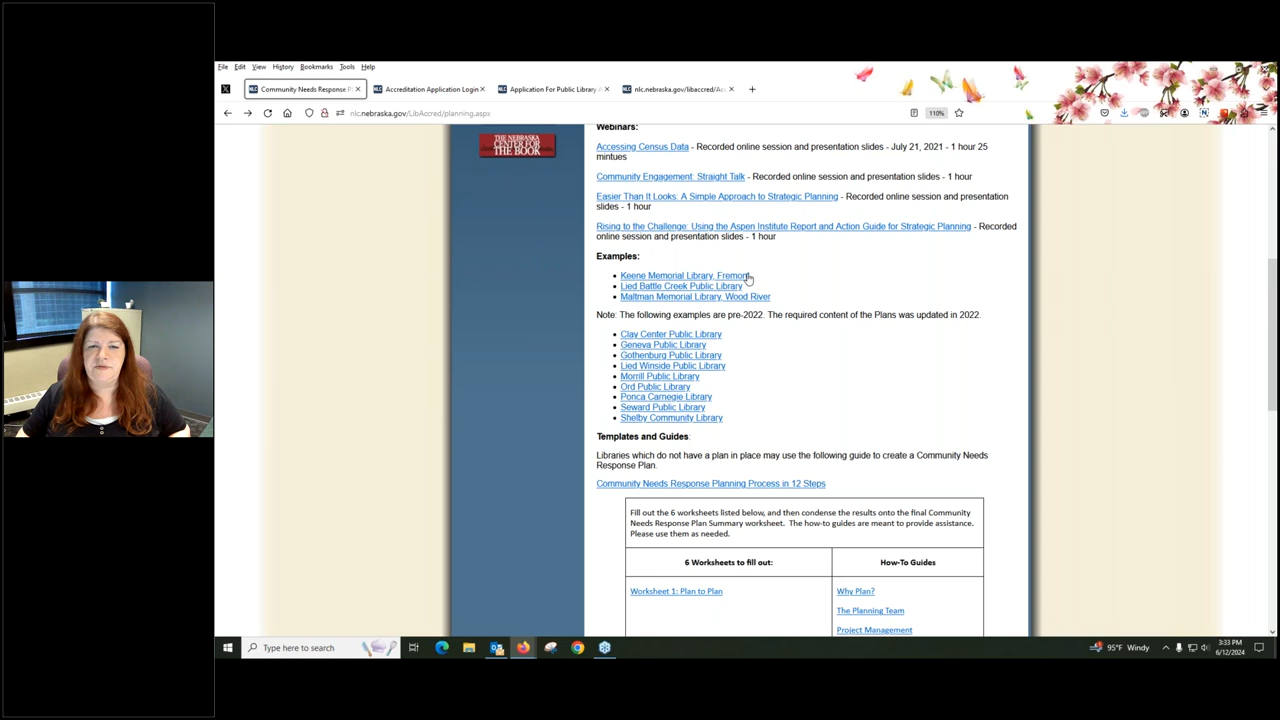 File Edit View History Bookmarks Tools Help
Community Needs Response P
Accreditation Application Login
Application For Public Library A
nlc.nebraska.gov/libaccred/Acc
nlc.nebraska.gov/LibAccred/planning.aspx
110%
THE NEBRASKA
CENTER FOR
THE BOOK
Webinars:
Accessing Census Data - Recorded online session and presentation slides - July 21, 2021 - 1 hour 25
mintues
Community Engagement: Straight Talk - Recorded online session and presentation slides - 1 hour
Easier Than It Looks: A Simple Approach to Strategic Planning - Recorded online session and presentation
slides - 1 hour
Rising to the Challenge: Using the Aspen Institute Report and Action Guide for Strategic Planning - Recorded
online session and presentation slides - 1 hour
Examples:
• Keene Memorial Library, Fremont
• Lied Battle Creek Public Library
• Maltman Memorial Library, Wood River
Note: The following examples are pre-2022. The required content of the Plans was updated in 2022.
• Clay Center Public Library
• Geneva Public Library
• Gothenburg Public Library
• Lied Winside Public Library
• Morrill Public Library
• Ord Public Library
• Ponca Carnegie Library
• Seward Public Library
• Shelby Community Library
Templates and Guides:
Libraries which do not have a plan in place may use the following guide to create a Community Needs
Response Plan.
Community Needs Response Planning Process in 12 Steps
Fill out the 6 worksheets listed below, and then condense the results onto the final Community
Needs Response Plan Summary worksheet. The how-to guides are meant to provide assistance.
Please use them as needed.
6 Worksheets to fill out:
How-To Guides
Worksheet 1: Plan to Plan
Why Plan?
The Planning Team
Project Management
Type here to search
95°F Windy
3:33 PM
6/12/2024